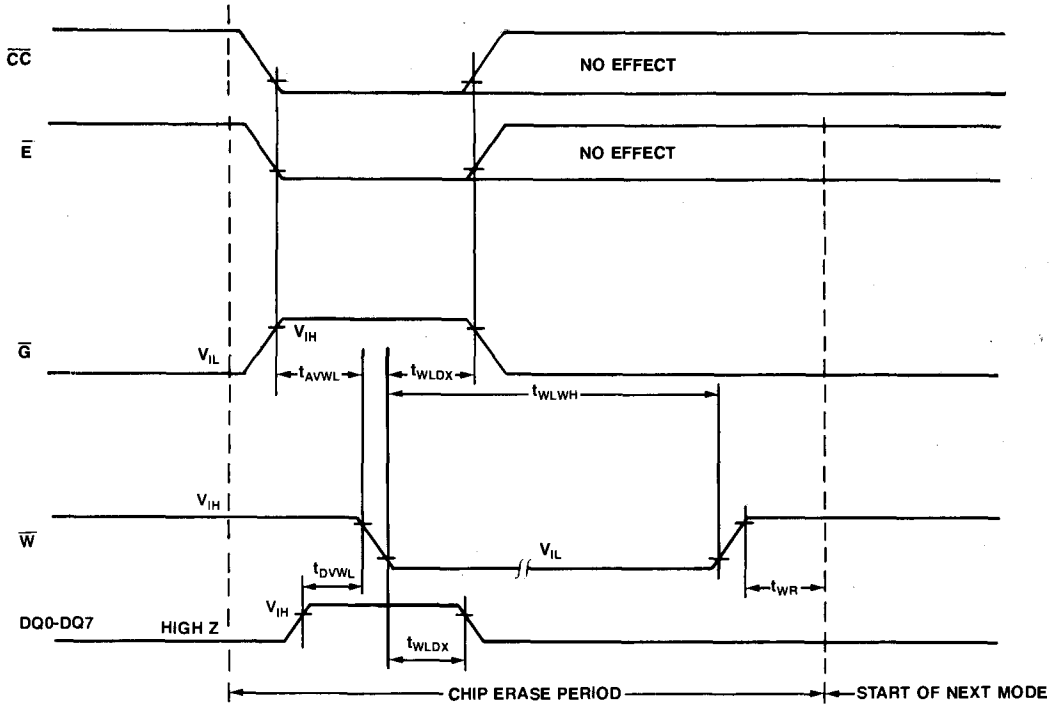 C̅C̅
NO EFFECT
E̅
NO EFFECT
G̅
VIL
VIH
tAVWL
tWLDX
tWLWH
VIH
W̅
VIL
tDVWL
tWR
VIH
DQ0-DQ7
HIGH Z
tWLDX
CHIP ERASE PERIOD
START OF NEXT MODE